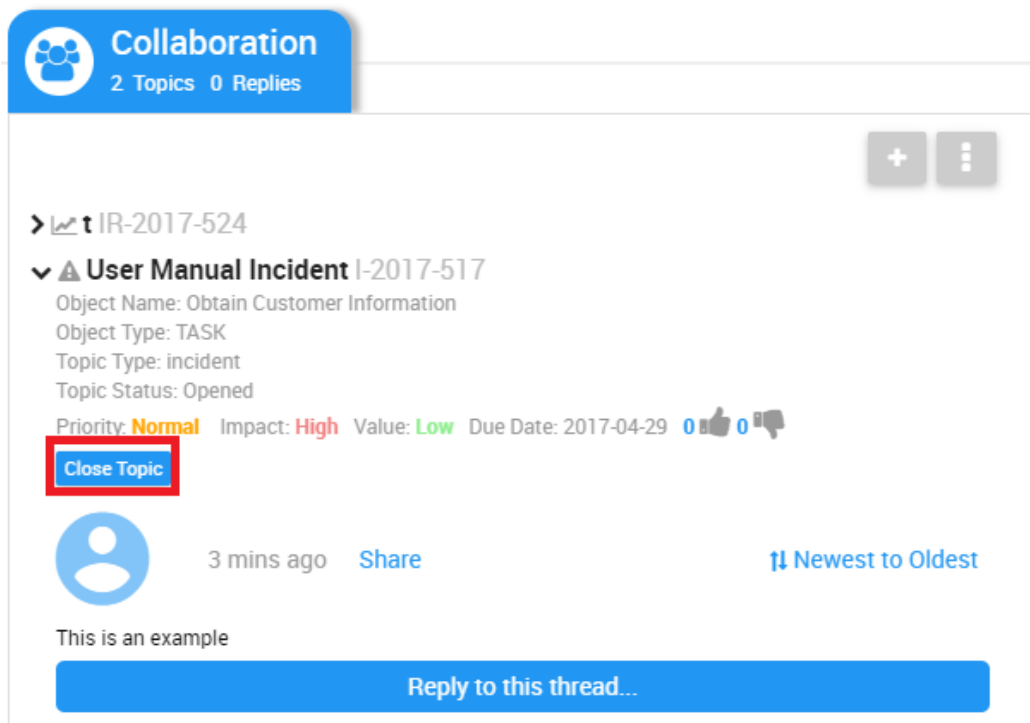 Collaboration
2 Topics 0 Replies
t IR-2017-524
User Manual Incident I-2017-517
Object Name: Obtain Customer Information
Object Type: TASK
Topic Type: incident
Topic Status: Opened
Priority: Normal Impact: High Value: Low Due Date: 2017-04-29 0 0
Close Topic
3 mins ago Share Newest to Oldest
This is an example
Reply to this thread...